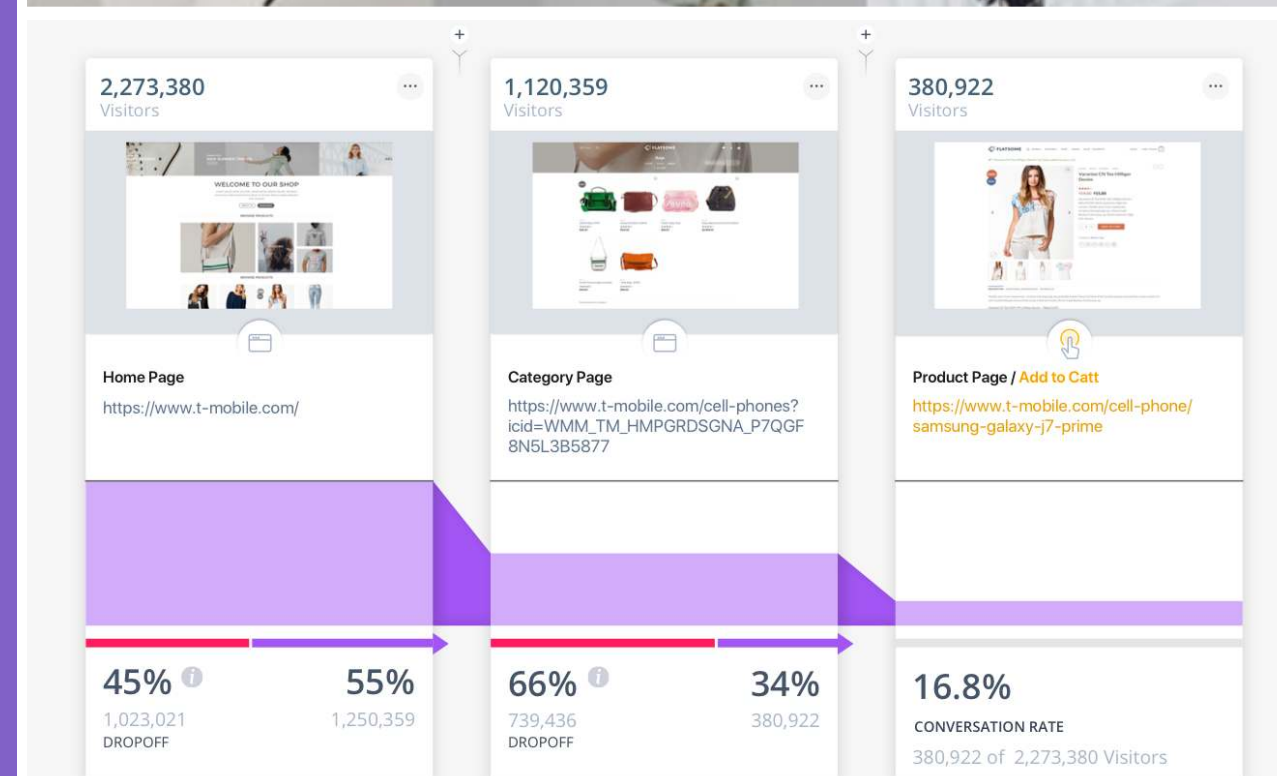 +
+
2,273,380
...
Visitors
WELCOME TO OUR SHOP
Home Page
https://www.t-mobile.com/
45% i
55%
1,023,021
1,250,359
DROPOFF
1,120,359
...
Visitors
FLATSOME
Category Page
https://www.t-mobile.com/cell-phones?
icid=WMM_TM_HMPGRDSGNA_P7QGF
8N5L3B5877
66% i
34%
739,436
380,922
DROPOFF
380,922
...
Visitors
FLATSOME
Product Page / Add to Catt
https://www.t-mobile.com/cell-phone/
samsung-galaxy-j7-prime
16.8%
CONVERSATION RATE
380,922 of 2,273,380 Visitors